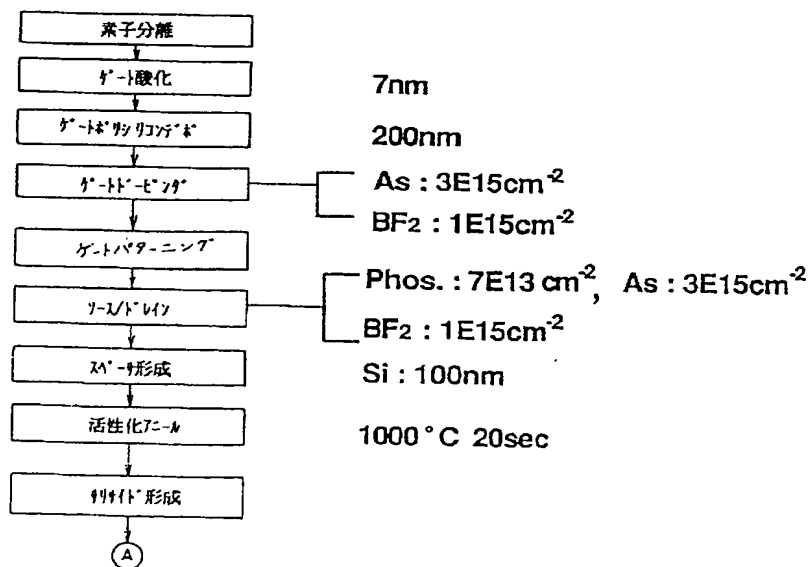 素子分離
ゲート酸化
7nm
ゲートポリシリコンデポ
200nm
ゲートドーピング
As : 3E15cm⁻²
BF₂ : 1E15cm⁻²
ゲートパターニング
ソース/ドレイン
Phos. : 7E13 cm⁻², As : 3E15cm⁻²
BF₂ : 1E15cm⁻²
スペーサ形成
Si : 100nm
活性化アニール
1000°C 20sec
サリサイド形成
A